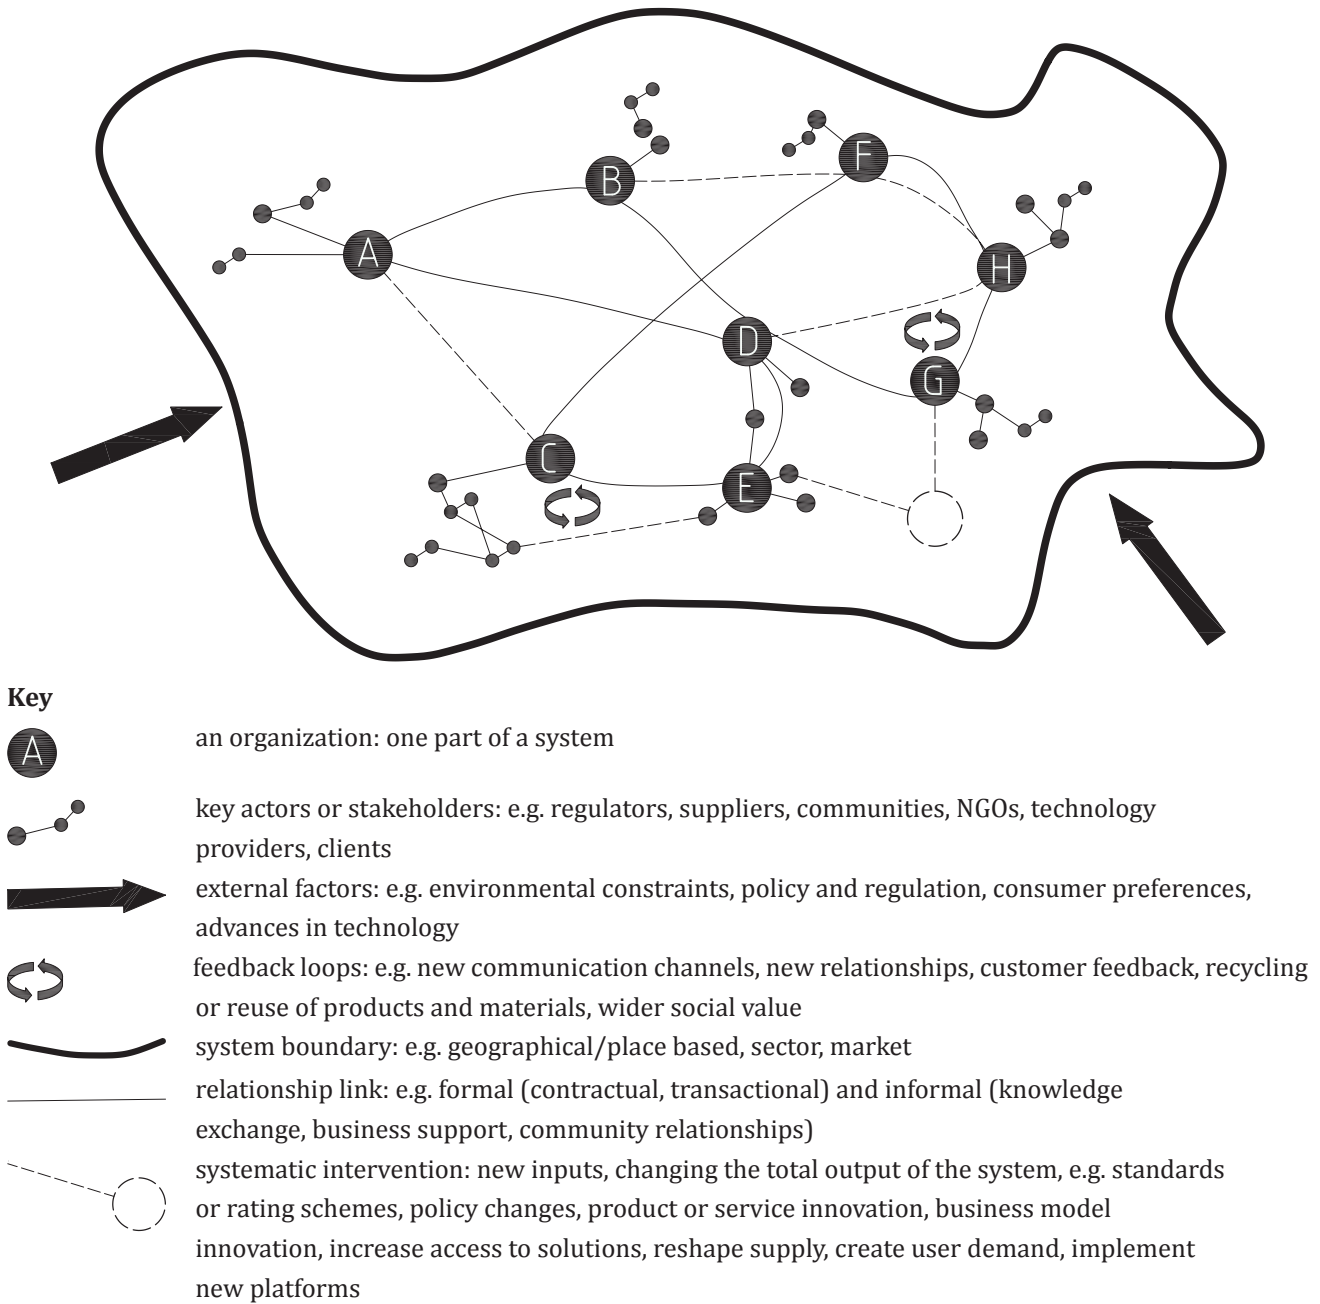 B
F
A
H
D
G
C
E
Key
A
an organization: one part of a system
key actors or stakeholders: e.g. regulators, suppliers, communities, NGOs, technology
providers, clients
external factors: e.g. environmental constraints, policy and regulation, consumer preferences,
advances in technology
feedback loops: e.g. new communication channels, new relationships, customer feedback, recycling
or reuse of products and materials, wider social value
system boundary: e.g. geographical/place based, sector, market
relationship link: e.g. formal (contractual, transactional) and informal (knowledge
exchange, business support, community relationships)
systematic intervention: new inputs, changing the total output of the system, e.g. standards
or rating schemes, policy changes, product or service innovation, business model
innovation, increase access to solutions, reshape supply, create user demand, implement
new platforms